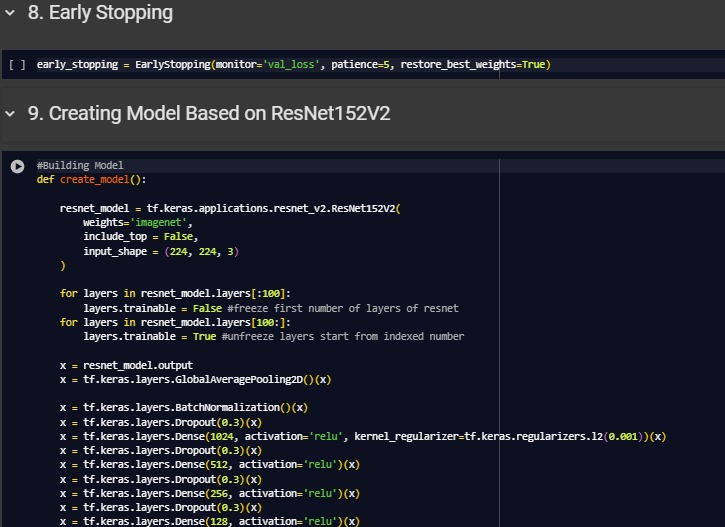 8. Early Stopping
[ ] early_stopping = EarlyStopping(monitor='val_loss', patience=5, restore_best_weights=True)
9. Creating Model Based on ResNet152V2
#Building Model
def create_model():
resnet_model = tf.keras.applications.resnet_v2.ResNet152V2(
weights='imagenet',
include_top = False,
input_shape = (224, 224, 3)
)
for layers in resnet_model.layers[:100]:
layers.trainable = False #freeze first number of layers of resnet
for layers in resnet_model.layers[100:]:
layers.trainable = True #unfreeze layers start from indexed number
x = resnet_model.output
x = tf.keras.layers.GlobalAveragePooling2D()(x)
x = tf.keras.layers.BatchNormalization()(x)
x = tf.keras.layers.Dropout(0.3)(x)
x = tf.keras.layers.Dense(1024, activation='relu', kernel_regularizer=tf.keras.regularizers.l2(0.001))(x)
x = tf.keras.layers.Dropout(0.3)(x)
x = tf.keras.layers.Dense(512, activation='relu')(x)
x = tf.keras.layers.Dropout(0.3)(x)
x = tf.keras.layers.Dense(256, activation='relu')(x)
x = tf.keras.layers.Dropout(0.3)(x)
x = tf.keras.layers.Dense(128, activation='relu')(x)